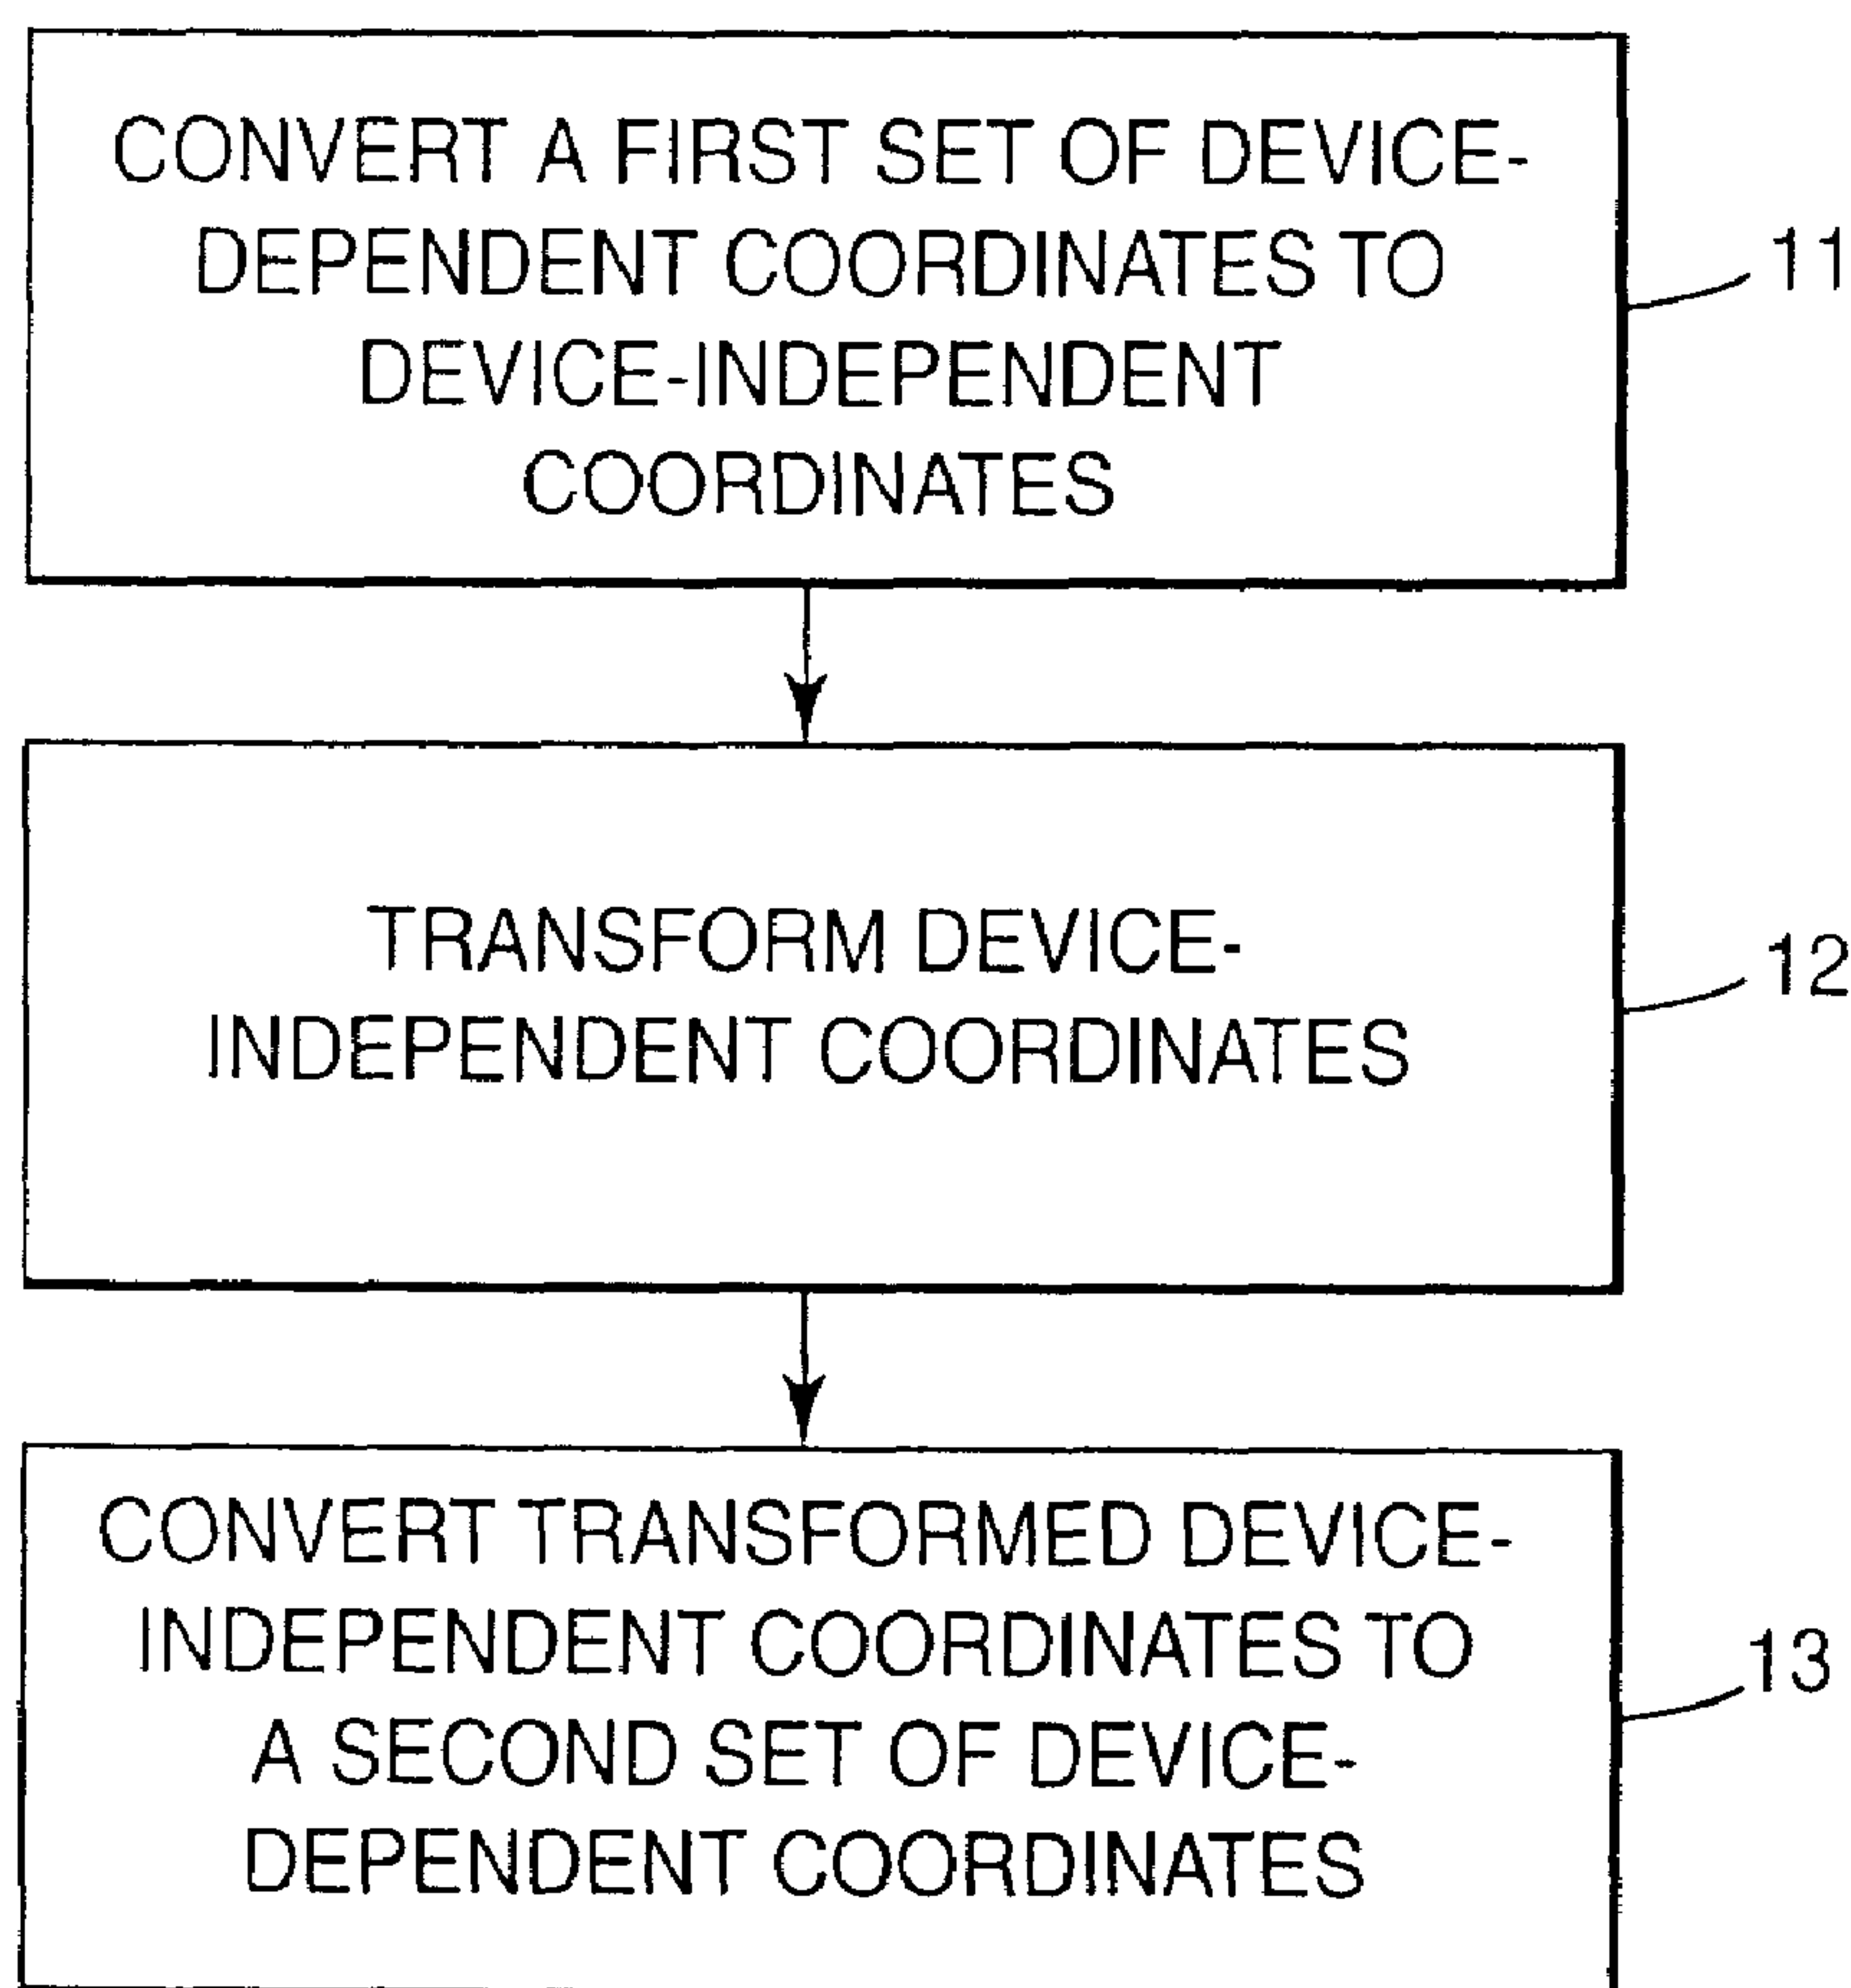 CONVERT A FIRST SET OF DEVICE-
DEPENDENT COORDINATES TO
DEVICE-INDEPENDENT
COORDINATES
11
TRANSFORM DEVICE-
INDEPENDENT COORDINATES
12
CONVERT TRANSFORMED DEVICE-
INDEPENDENT COORDINATES TO
A SECOND SET OF DEVICE-
DEPENDENT COORDINATES
13